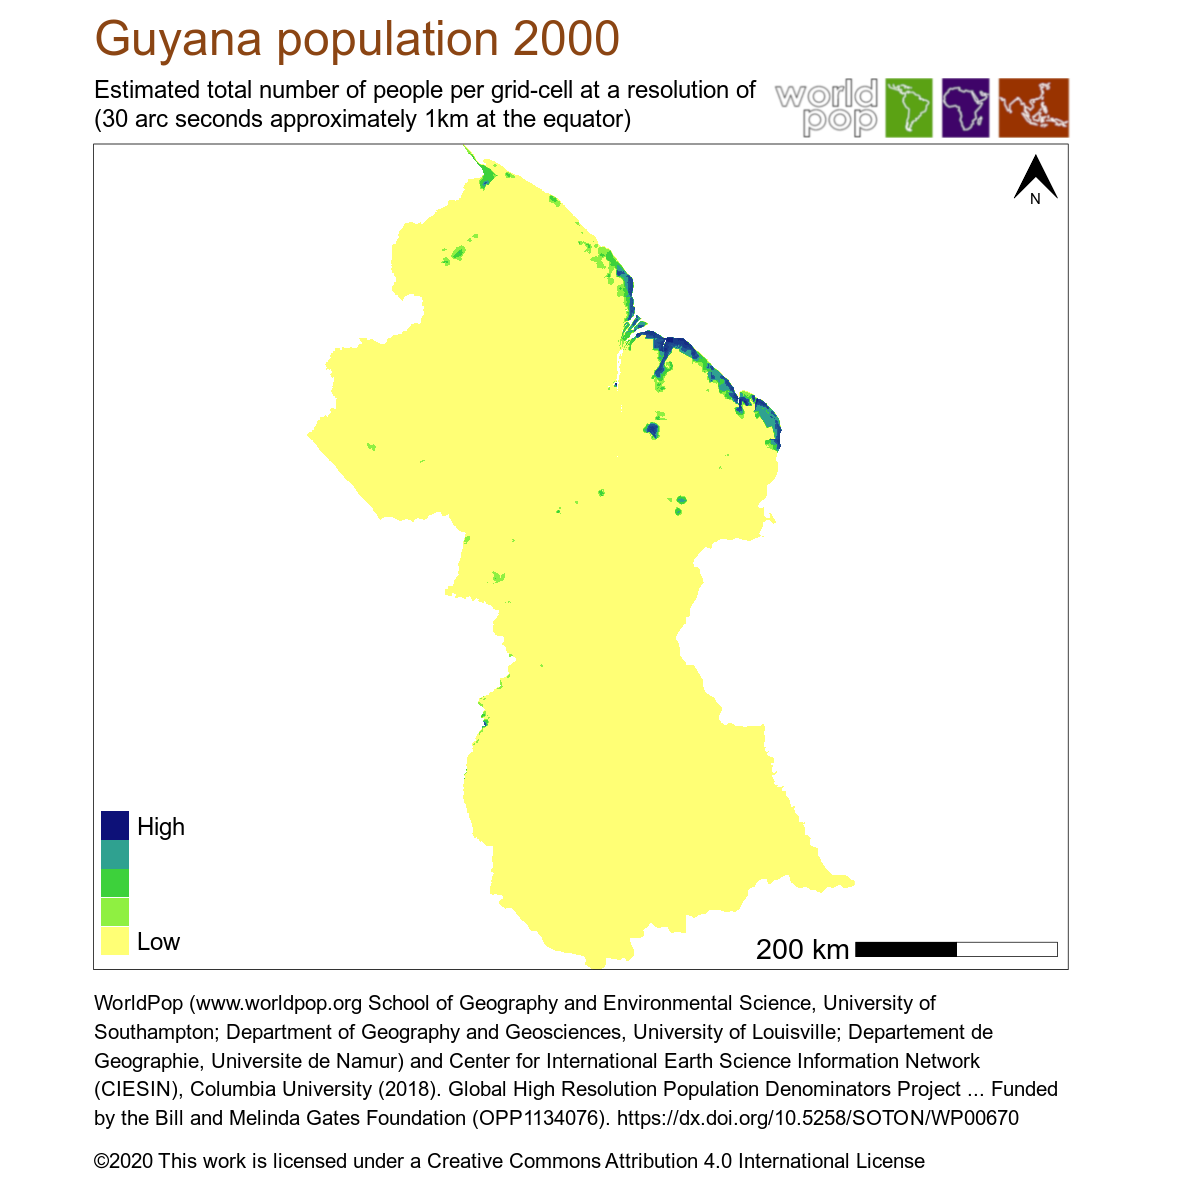 Guyana population 2000
Estimated total number of people per grid-cell at a resolution of
(30 arc seconds approximately 1km at the equator)
world
pop
N
High
Low
200 km
WorldPop (www.worldpop.org School of Geography and Environmental Science, University of
Southampton; Department of Geography and Geosciences, University of Louisville; Departement de
Geographie, Universite de Namur) and Center for International Earth Science Information Network
(CIESIN), Columbia University (2018). Global High Resolution Population Denominators Project ... Funded
by the Bill and Melinda Gates Foundation (OPP1134076). https://dx.doi.org/10.5258/SOTON/WP00670
©2020 This work is licensed under a Creative Commons Attribution 4.0 International License